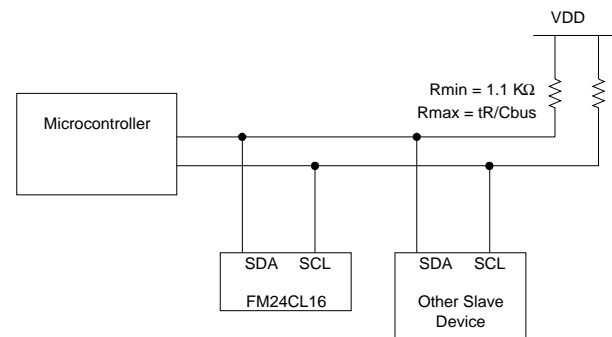 VDD
Rmin = 1.1 KΩ
Rmax = tR/Cbus
Microcontroller
SDA SCL
FM24CL16
SDA SCL
Other Slave
Device